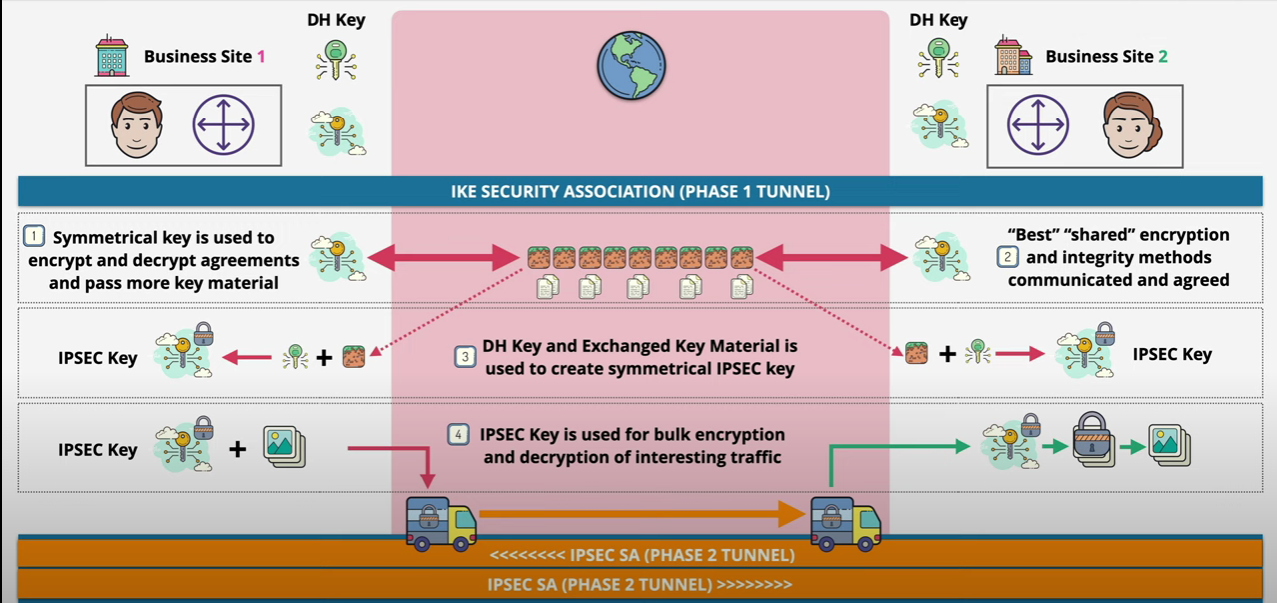 DH Key
DH Key
Business Site 1
Business Site 2
IKE SECURITY ASSOCIATION (PHASE 1 TUNNEL)
1 Symmetrical key is used to
encrypt and decrypt agreements
and pass more key material
“Best” “shared” encryption
2 and integrity methods
communicated and agreed
IPSEC Key
+
3 DH Key and Exchanged Key Material is
used to create symmetrical IPSEC key
+
IPSEC Key
IPSEC Key
+
4 IPSEC Key is used for bulk encryption
and decryption of interesting traffic
<<<<<<<< IPSEC SA (PHASE 2 TUNNEL)
IPSEC SA (PHASE 2 TUNNEL) >>>>>>>>